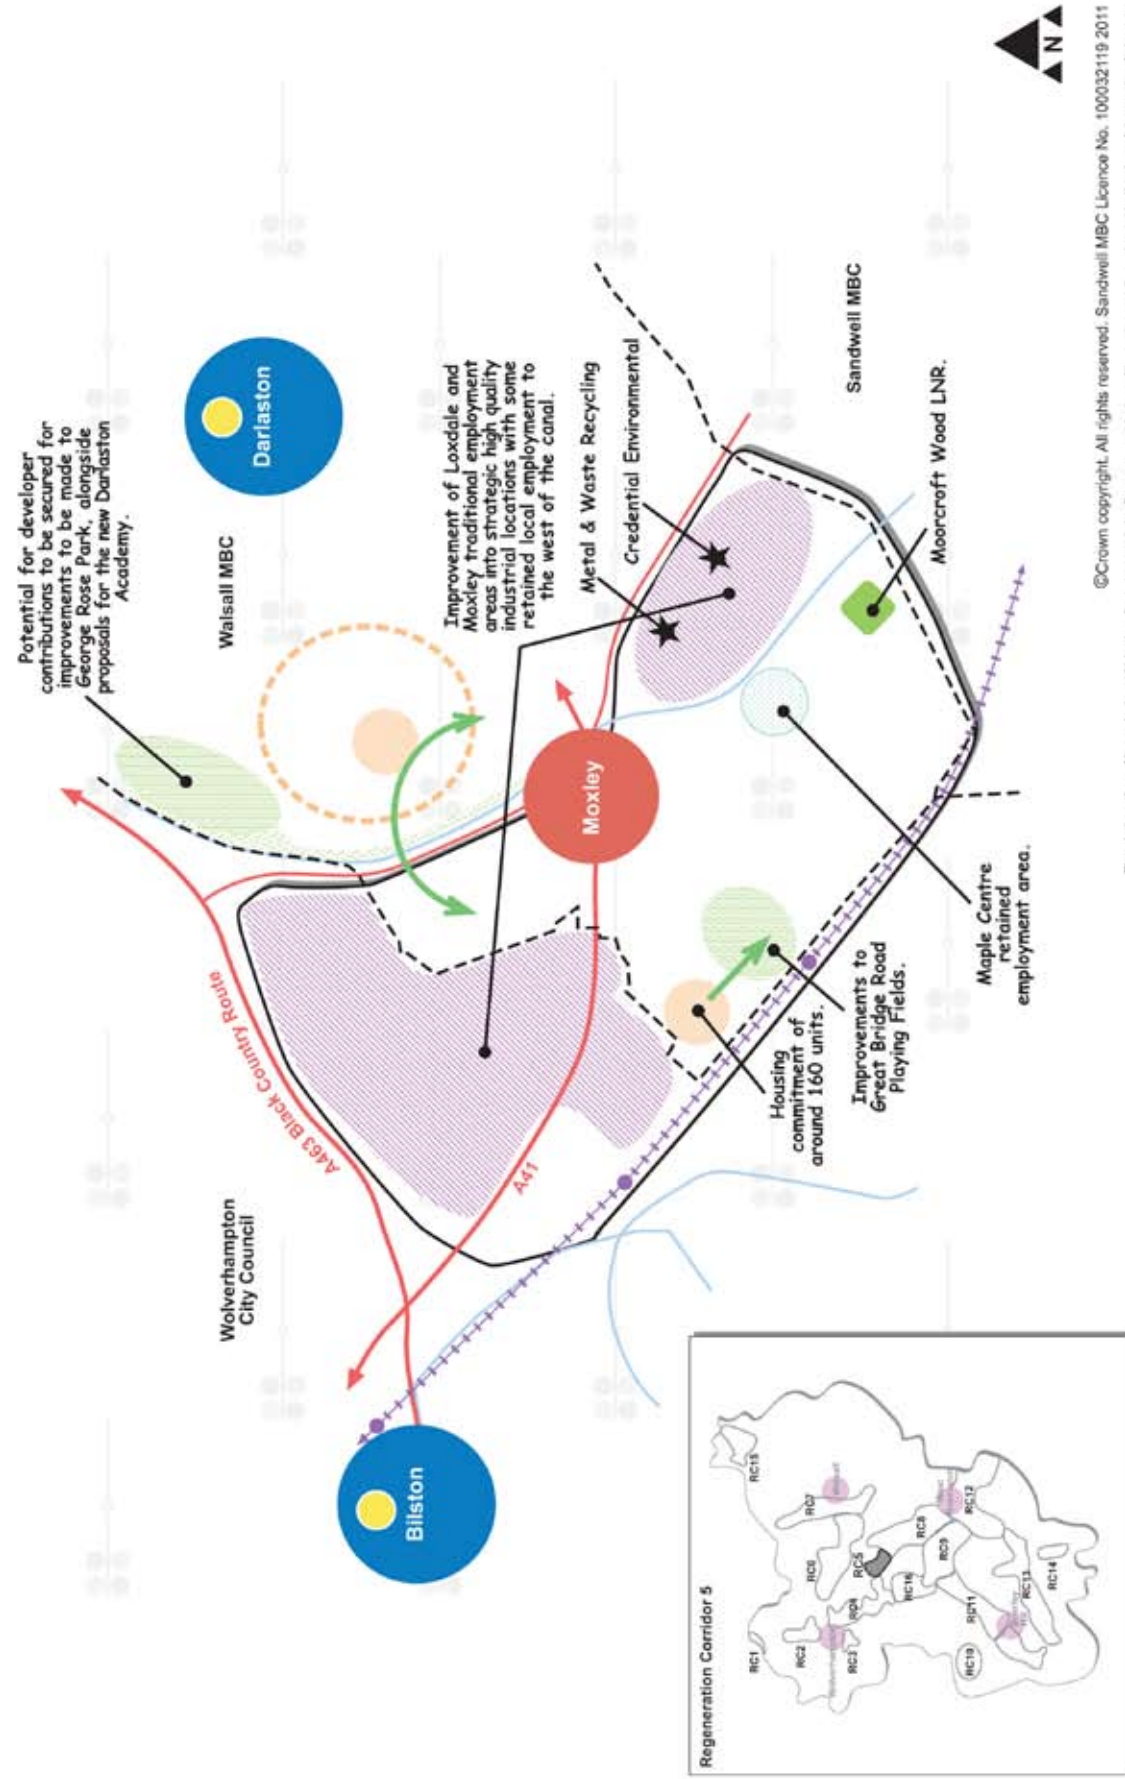 Potential for developer
contributions to be secured for
improvements to be made to
George Rose Park, alongside
proposals for the new Darlaston
Academy.
Walsall MBC
Darlaston
Wolverhampton
City Council
A463 Black Country Route
A41
Improvement of Loxdale and
Moxley traditional employment
areas into strategic high quality
industrial locations with some
retained local employment to
the west of the canal.
Metal & Waste Recycling
Credential Environmental
Sandwell MBC
Moxley
Bilston
Moorcroft Wood LNR.
Housing
commitment of
around 160 units.
Improvements to
Great Bridge Road
Playing Fields.
Maple Centre
retained
employment area.
N
Regeneration Corridor 5
RC1
RC2
RC3
RC4
RC5
RC6
RC7
RC8
RC9
RC10
RC11
RC12
RC13
RC14
RC15
RC16
©Crown copyright. All rights reserved. Sandwell MBC Licence No. 100032119 2011